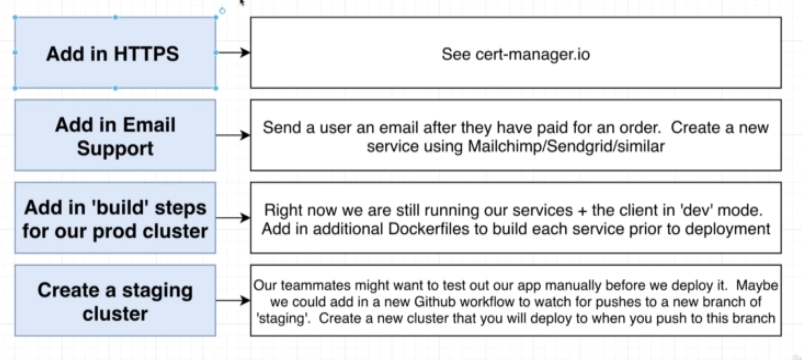 Add in HTTPS
See cert-manager.io
Add in Email
Support
Send a user an email after they have paid for an order.  Create a new
service using Mailchimp/Sendgrid/similar
Add in 'build' steps
for our prod cluster
Right now we are still running our services + the client in 'dev' mode.
Add in additional Dockerfiles to build each service prior to deployment
Create a staging
cluster
Our teammates might want to test out our app manually before we deploy it.  Maybe
we could add in a new Github workflow to watch for pushes to a new branch of
'staging'.  Create a new cluster that you will deploy to when you push to this branch